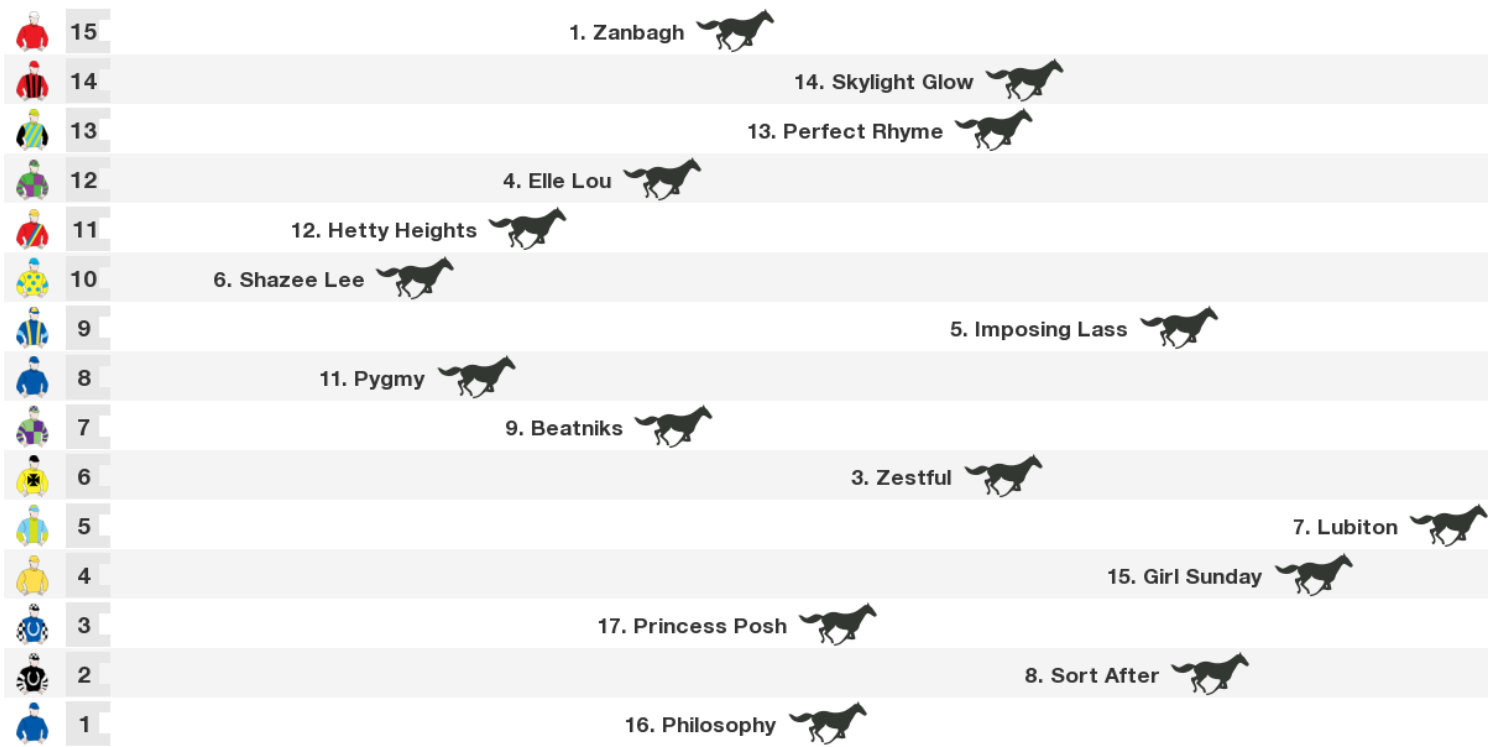 15 1. Zanbagh
14 14. Skylight Glow
13 13. Perfect Rhyme
12 4. Elle Lou
11 12. Hetty Heights
10 6. Shazee Lee
9 5. Imposing Lass
8 11. Pygmy
7 9. Beatniks
6 3. Zestful
5 7. Lubiton
4 15. Girl Sunday
3 17. Princess Posh
2 8. Sort After
1 16. Philosophy